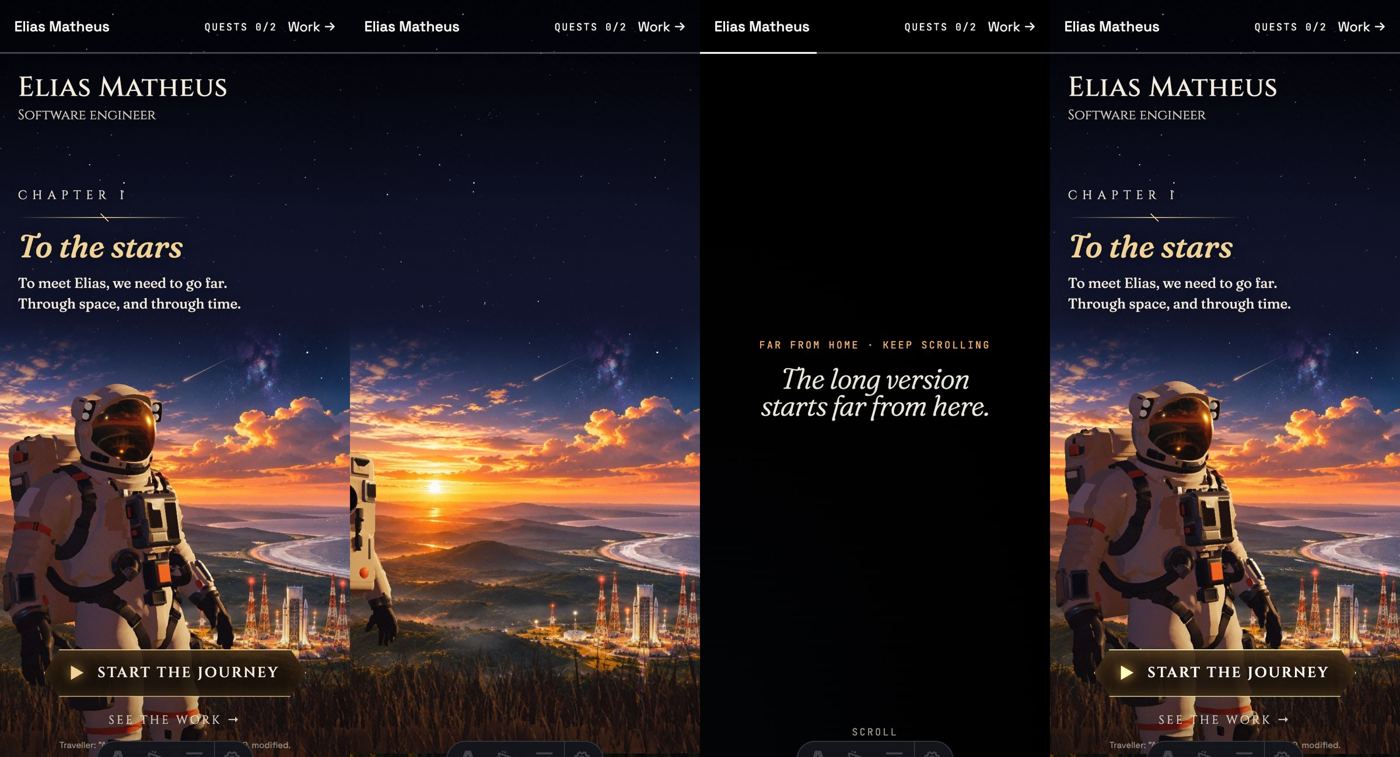 Elias Matheus
QUESTS 0/2 Work →
Elias Matheus
Software engineer
CHAPTER I
To the stars
To meet Elias, we need to go far.
Through space, and through time.
START THE JOURNEY
SEE THE WORK →
Traveller:
modified.
Elias Matheus
QUESTS 0/2 Work →
Elias Matheus
QUESTS 0/2 Work →
FAR FROM HOME · KEEP SCROLLING
The long version
starts far from here.
SCROLL
Elias Matheus
QUESTS 0/2 Work →
Elias Matheus
Software engineer
CHAPTER I
To the stars
To meet Elias, we need to go far.
Through space, and through time.
START THE JOURNEY
SEE THE WORK →
Traveller:
modified.